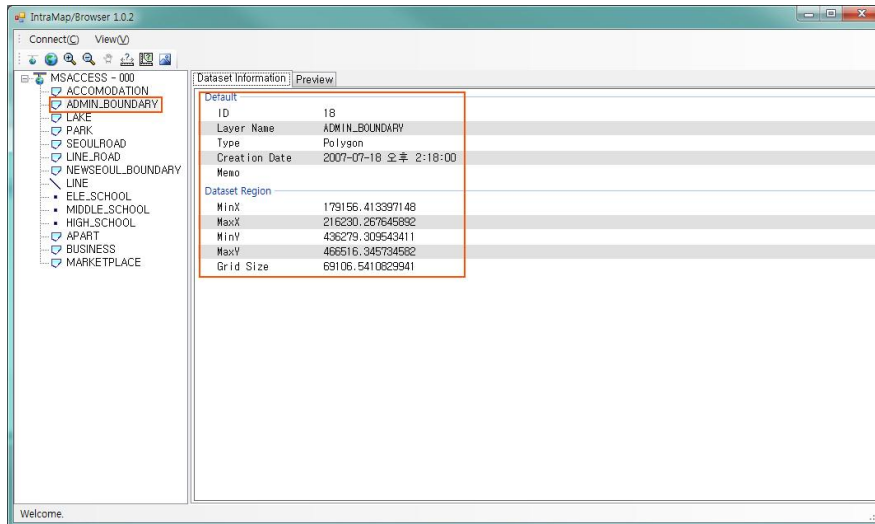 IntraMap/Browser 1.0.2
Connect(C) View(V)
MSACCESS - 000
ACCOMODATION
ADMIN_BOUNDARY
LAKE
PARK
SEOULROAD
LINE_ROAD
NEWSEOUL_BOUNDARY
LINE
ELE_SCHOOL
MIDDLE_SCHOOL
HIGH_SCHOOL
APART
BUSINESS
MARKETPLACE
Dataset Information Preview
Default
ID 18
Layer Name ADMIN_BOUNDARY
Type Polygon
Creation Date 2007-07-18 오후 2:18:00
Memo
Dataset Region
MinX 179156.413397148
MaxX 216230.267645892
MinY 436279.309543411
MaxY 466516.345734582
Grid Size 69106.5410829941
Welcome.